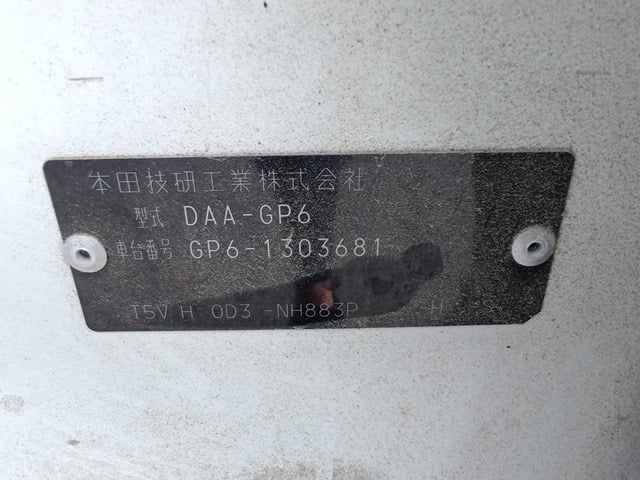 本田技研工業株式会社
型式 DAA-GP6
車台番号 GP6-1303681
T5V H 0D3 -NH883P H